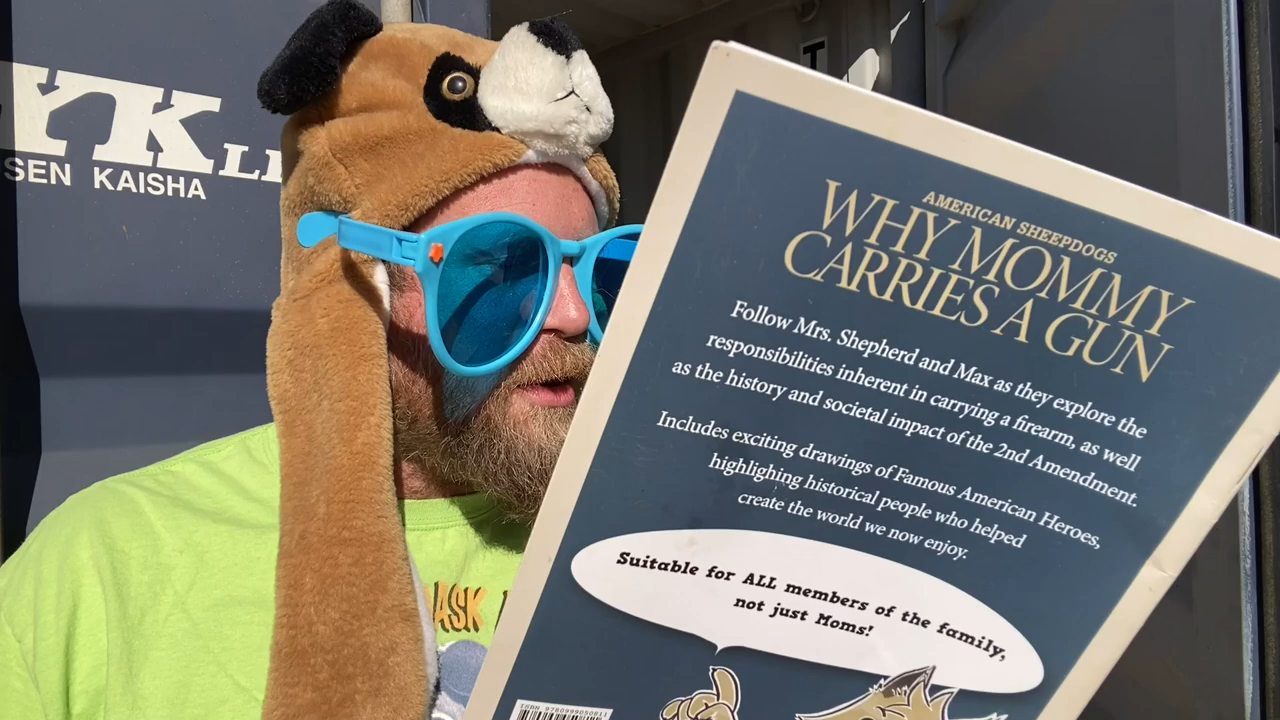 YK LI
SEN KAISHA
T
ASK
AMERICAN SHEEPDOGS
WHY MOMMY
CARRIES A GUN
Follow Mrs. Shepherd and Max as they explore the
responsibilities inherent in carrying a firearm, as well
as the history and societal impact of the 2nd Amendment.
Includes exciting drawings of Famous American Heroes,
highlighing historical people who helped
create the world we now enjoy.
Suitable for ALL members of the family,
not just Moms!
ISBN 9780999050811